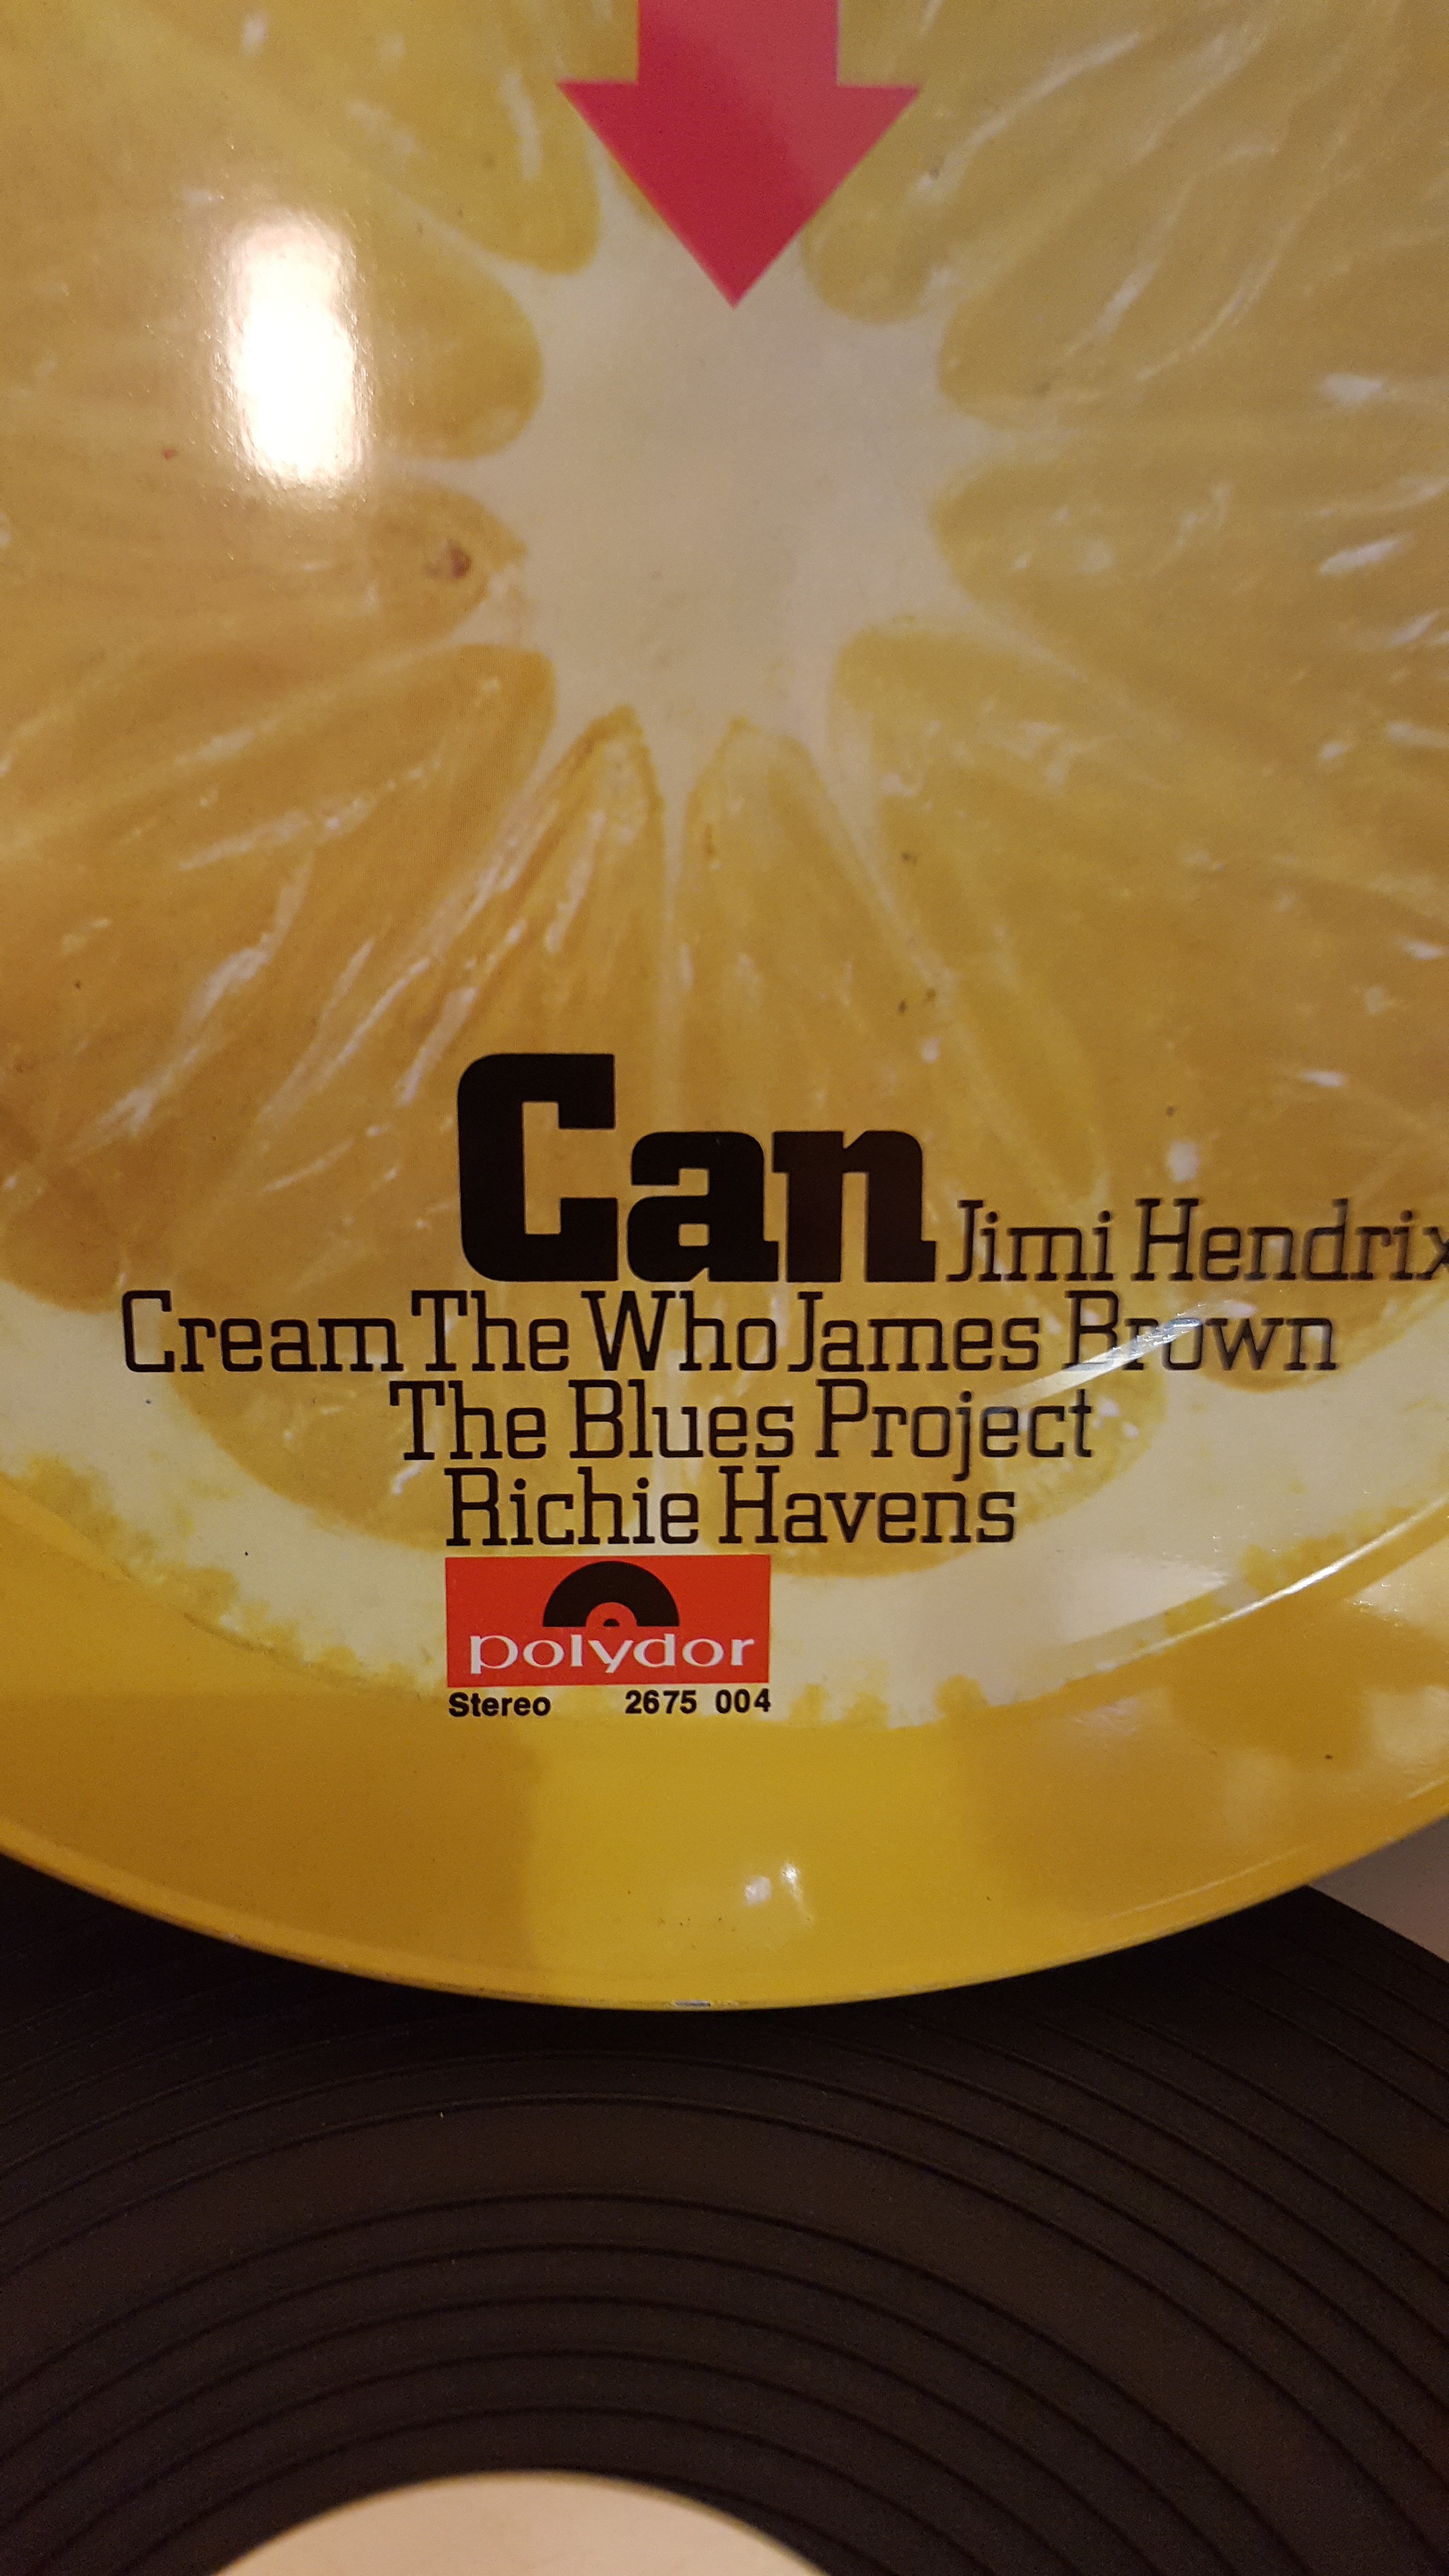 Can Jimi Hendrix
Cream The Who James Brown
The Blues Project
Richie Havens
polydor
Stereo 2675 004